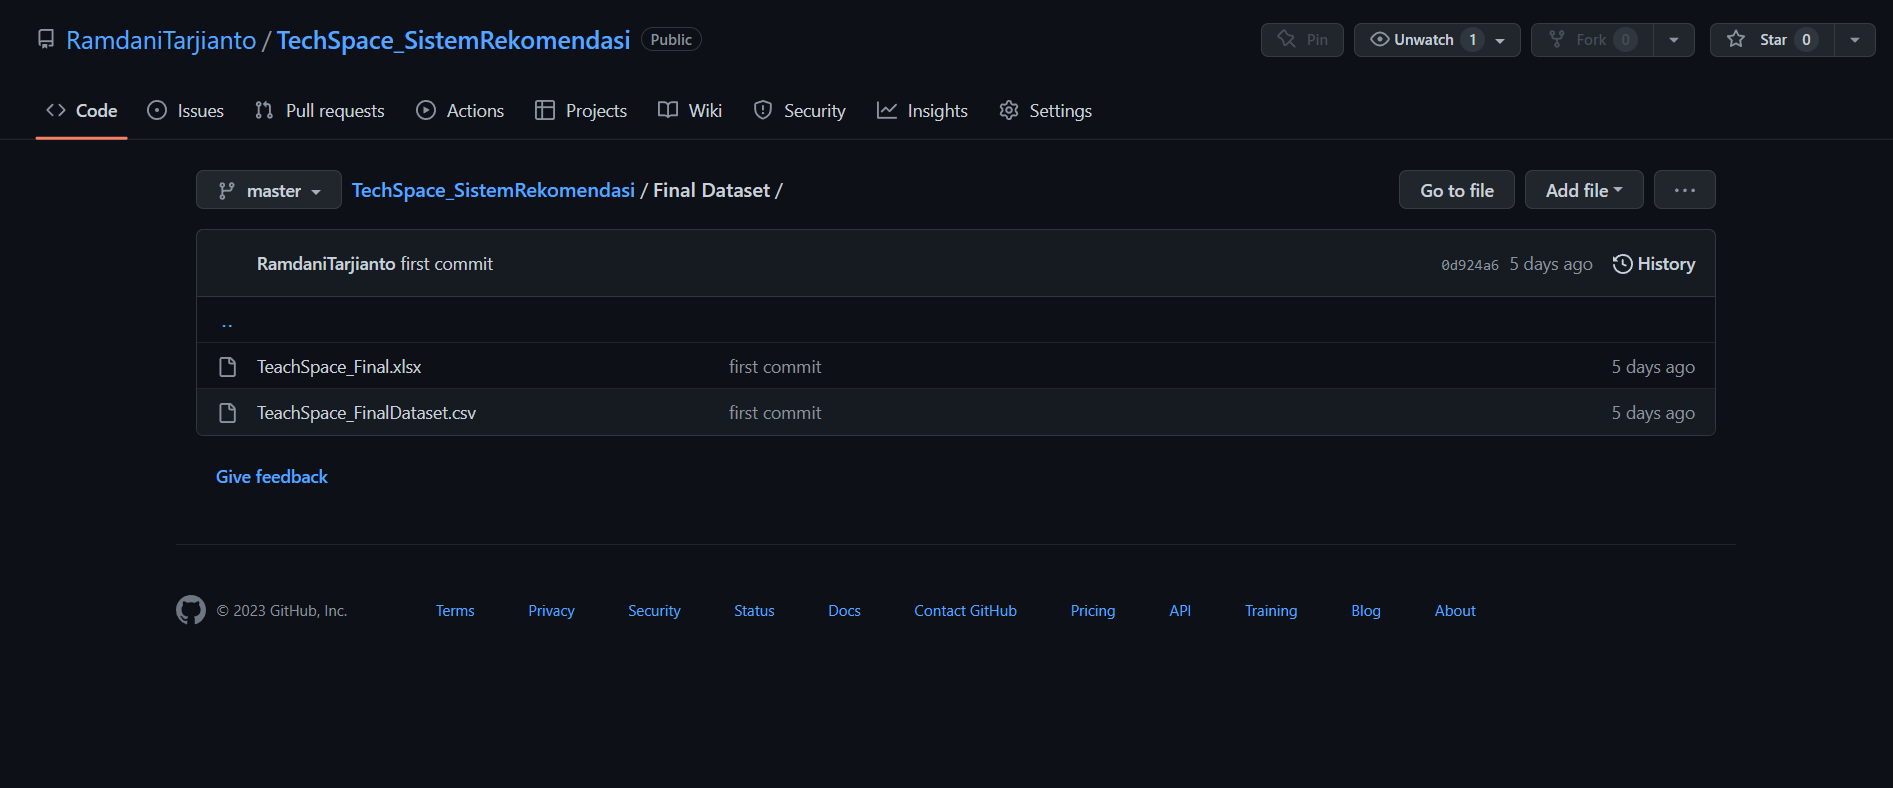 RamdaniTarjianto / TechSpace_SistemRekomendasi Public Pin Unwatch 1 Fork 0 Star 0
Code Issues Pull requests Actions Projects Wiki Security Insights Settings
master TechSpace_SistemRekomendasi / Final Dataset / Go to file Add file ...
RamdaniTarjianto first commit 0d924a6 5 days ago History
..
TeachSpace_Final.xlsx first commit 5 days ago
TeachSpace_FinalDataset.csv first commit 5 days ago
Give feedback
© 2023 GitHub, Inc. Terms Privacy Security Status Docs Contact GitHub Pricing API Training Blog About